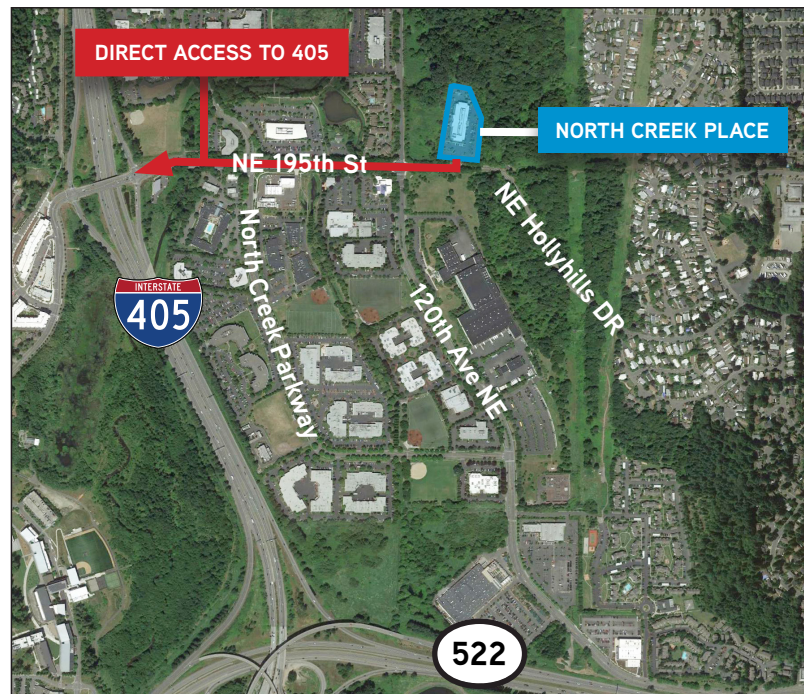 DIRECT ACCESS TO 405
NORTH CREEK PLACE
NE 195th St
NE Hollyhills DR
North Creek Parkway
120th Ave NE
INTERSTATE
405
522